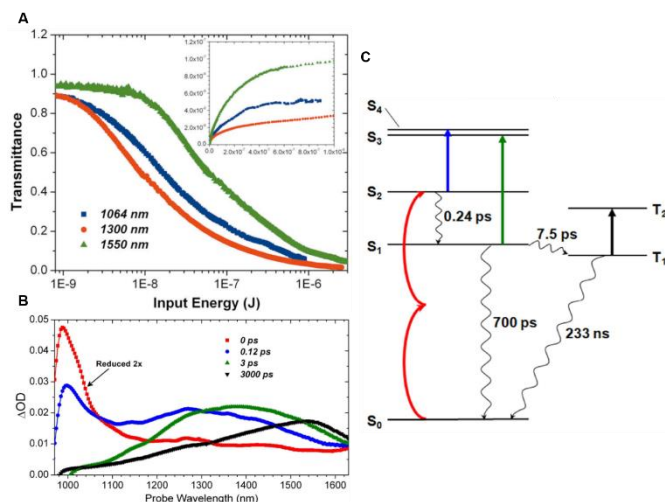 A
Transmittance
1.2
1.0
0.8
0.6
0.4
0.2
0.0
1E-9
1E-8
1E-7
1E-6
Input Energy (J)
1064 nm
1300 nm
1550 nm
B
ΔOD
0.05
0.04
0.03
0.02
0.01
0.00
1000
1100
1200
1300
1400
1500
1600
Probe Wavelength (nm)
Reduced 2x
0 ps
0.12 ps
3 ps
3000 ps
C
S4
S3
S2
S1
S0
T2
T1
0.24 ps
7.5 ps
700 ps
233 ns